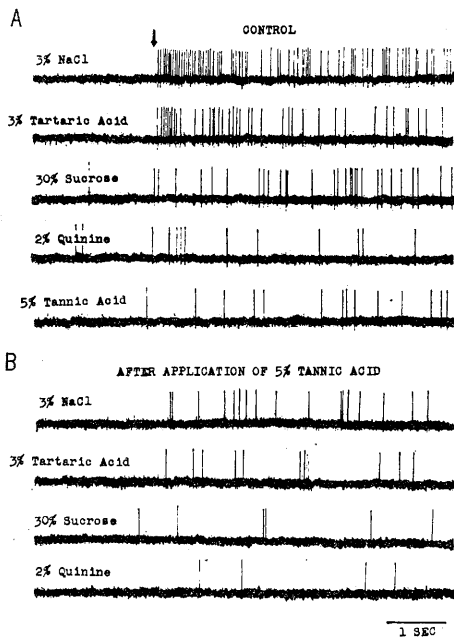 A
CONTROL
3% NaCl
3% Tartaric Acid
30% Sucrose
2% Quinine
5% Tannic Acid
B
AFTER APPLICATION OF 5% TANNIC ACID
3% NaCl
3% Tartaric Acid
30% Sucrose
2% Quinine
1 SEC